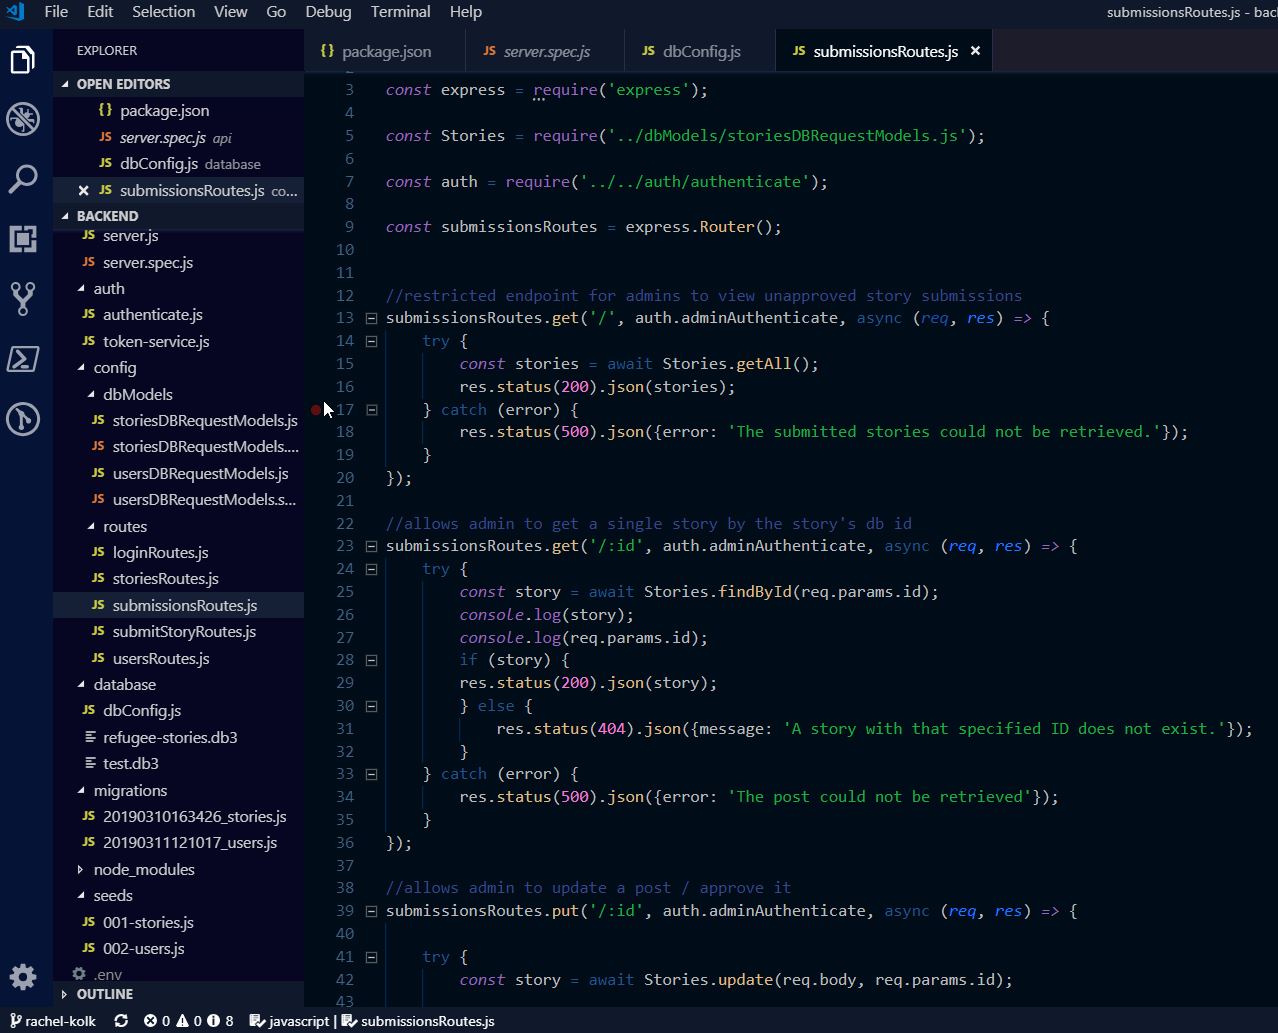 File Edit Selection View Go Debug Terminal Help
submissionsRoutes.js - bac
EXPLORER
OPEN EDITORS
{} package.json
JS server.spec.js api
JS dbConfig.js database
× JS submissionsRoutes.js co...
BACKEND
JS server.js
JS server.spec.js
auth
JS authenticate.js
JS token-service.js
config
dbModels
JS storiesDBRequestModels.js
JS storiesDBRequestModels....
JS usersDBRequestModels.js
JS usersDBRequestModels.s...
routes
JS loginRoutes.js
JS storiesRoutes.js
JS submissionsRoutes.js
JS submitStoryRoutes.js
JS usersRoutes.js
database
JS dbConfig.js
refugee-stories.db3
test.db3
migrations
JS 20190310163426_stories.js
JS 20190311121017_users.js
node_modules
seeds
JS 001-stories.js
JS 002-users.js
.env
OUTLINE
{} package.json JS server.spec.js JS dbConfig.js JS submissionsRoutes.js ×
3 const express = require('express');
4
5 const Stories = require('../dbModels/storiesDBRequestModels.js');
6
7 const auth = require('../../auth/authenticate');
8
9 const submissionsRoutes = express.Router();
10
11
12 //restricted endpoint for admins to view unapproved story submissions
13 submissionsRoutes.get('/', auth.adminAuthenticate, async (req, res) => {
14 try {
15 const stories = await Stories.getAll();
16 res.status(200).json(stories);
17 } catch (error) {
18 res.status(500).json({error: 'The submitted stories could not be retrieved.'});
19 }
20 });
21
22 //allows admin to get a single story by the story's db id
23 submissionsRoutes.get('/:id', auth.adminAuthenticate, async (req, res) => {
24 try {
25 const story = await Stories.findById(req.params.id);
26 console.log(story);
27 console.log(req.params.id);
28 if (story) {
29 res.status(200).json(story);
30 } else {
31 res.status(404).json({message: 'A story with that specified ID does not exist.'});
32 }
33 } catch (error) {
34 res.status(500).json({error: 'The post could not be retrieved'});
35 }
36 });
37
38 //allows admin to update a post / approve it
39 submissionsRoutes.put('/:id', auth.adminAuthenticate, async (req, res) => {
40
41 try {
42 const story = await Stories.update(req.body, req.params.id);
43
rachel-kolk 0 0 8 javascript | submissionsRoutes.js